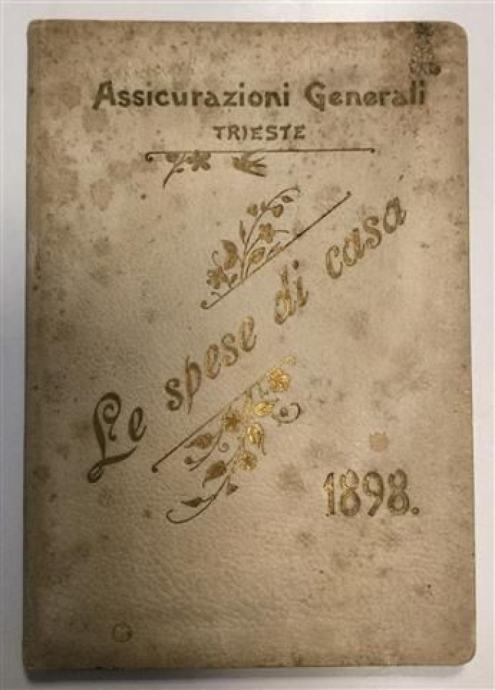 Assicurazioni Generali
TRIESTE
Le spese di casa
1898.